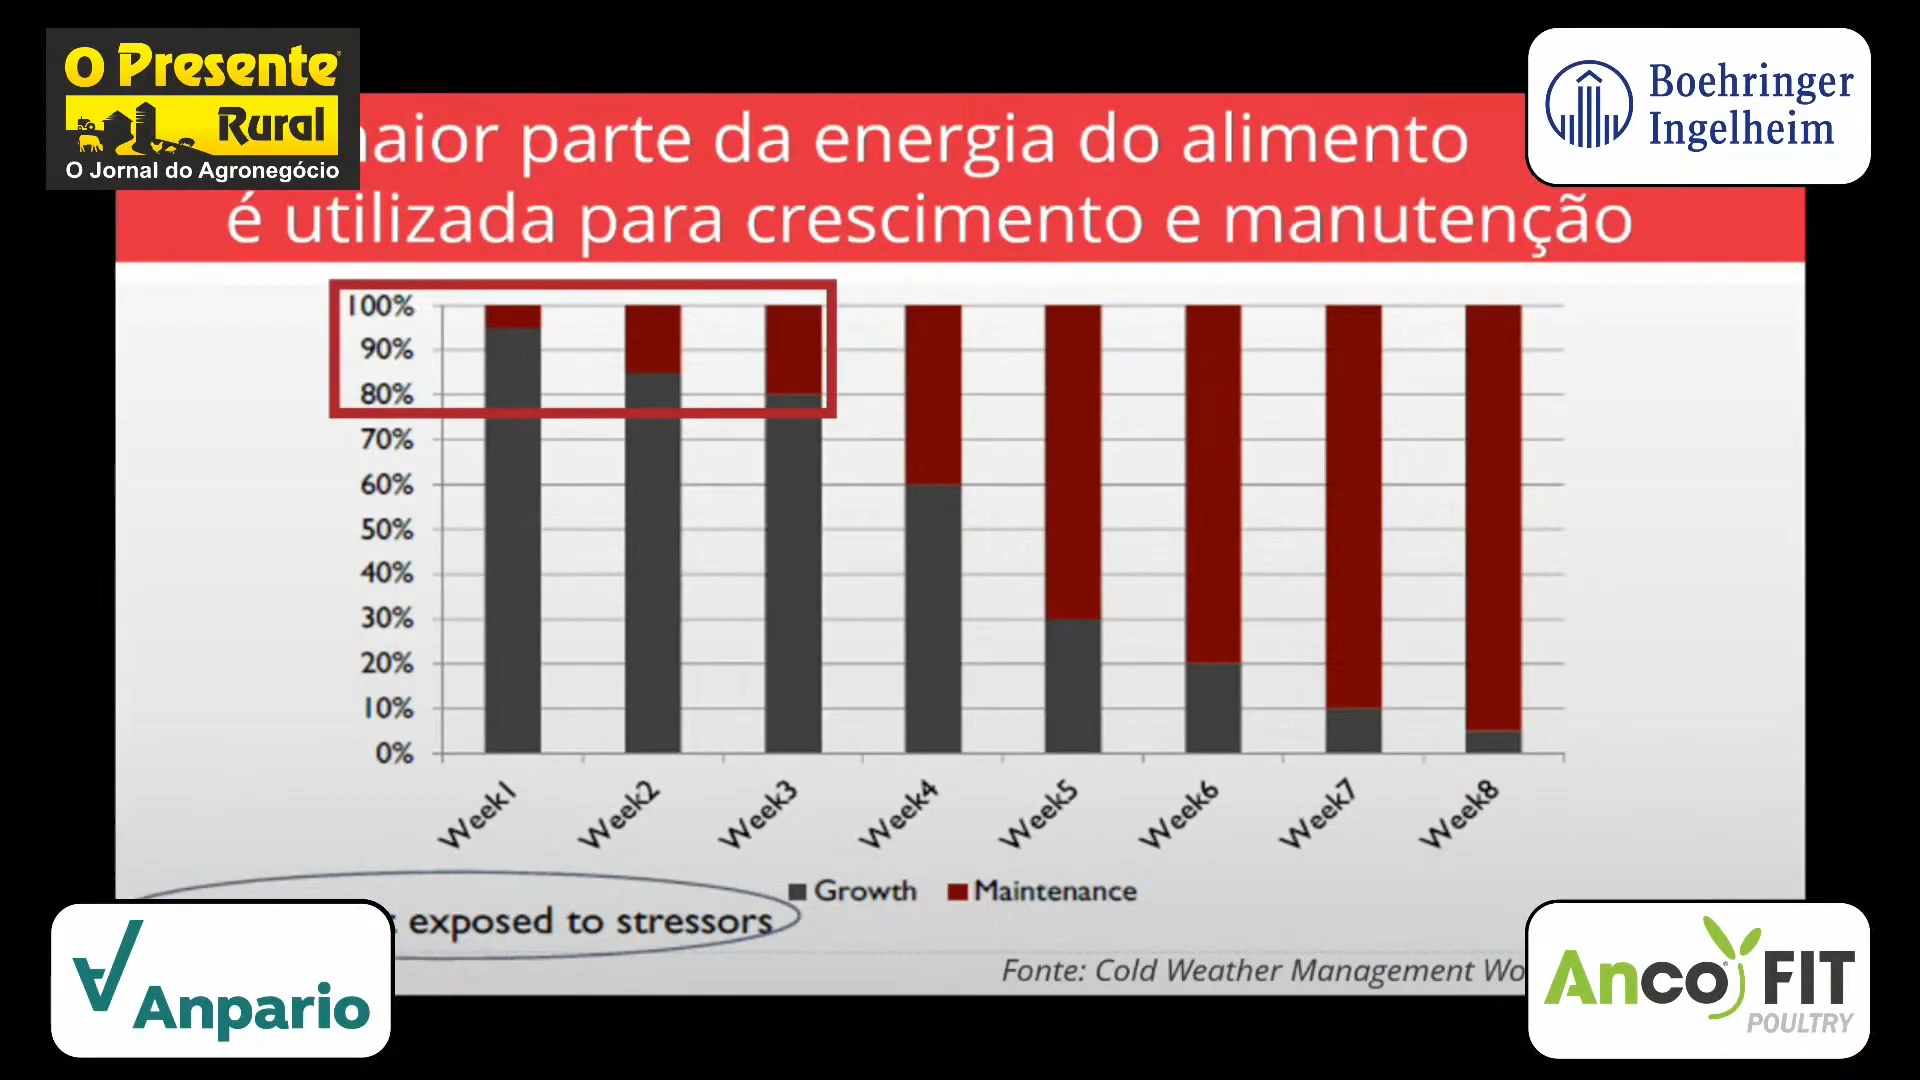 O Presente
Rural
O Jornal do Agronegócio
Boehringer
Ingelheim
parte da energia do alimento
é utilizada para crescimento e manutenção
100%
90%
80%
70%
60%
50%
40%
30%
20%
10%
0%
Week1
Week2
Week3
Week4
Week5
Week6
Week7
Week8
Growth
Maintenance
exposed to stressors
Fonte: Cold Weather Management
Anpario
Anco FIT
POULTRY